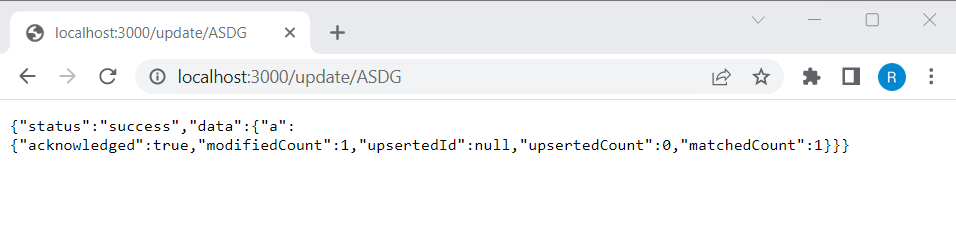 localhost:3000/update/ASDG
localhost:3000/update/ASDG
R
{"status":"success","data":{"a":
{"acknowledged":true,"modifiedCount":1,"upsertedId":null,"upsertedCount":0,"matchedCount":1}}}